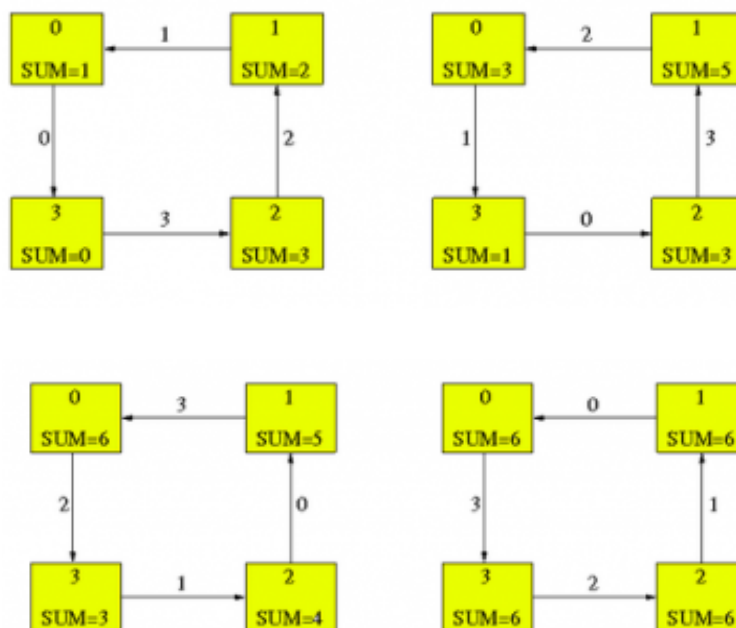 0 1 1
SUM=1 SUM=2
0 2
3 3 2
SUM=0 SUM=3
0 2 1
SUM=3 SUM=5
1 3
3 0 2
SUM=1 SUM=3
0 3 1
SUM=6 SUM=5
2 0
3 1 2
SUM=3 SUM=4
0 0 1
SUM=6 SUM=6
3 1
3 2 2
SUM=6 SUM=6